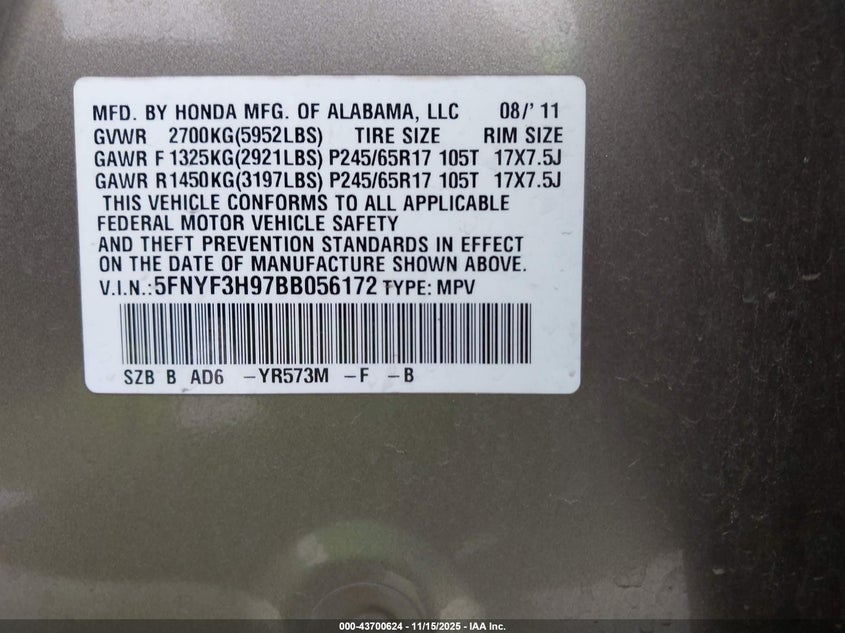 MFD. BY HONDA MFG. OF ALABAMA, LLC 08/' 11
GVWR 2700KG(5952LBS) TIRE SIZE RIM SIZE
GAWR F 1325KG(2921LBS) P245/65R17 105T 17X7.5J
GAWR R1450KG(3197LBS) P245/65R17 105T 17X7.5J
THIS VEHICLE CONFORMS TO ALL APPLICABLE
FEDERAL MOTOR VEHICLE SAFETY
AND THEFT PREVENTION STANDARDS IN EFFECT
ON THE DATE OF MANUFACTURE SHOWN ABOVE.
V.I.N.: 5FNYF3H97BB056172 TYPE: MPV
SZB B AD6 -YR573M -F -B
000-43700624 - 11/15/2025 - IAA Inc.